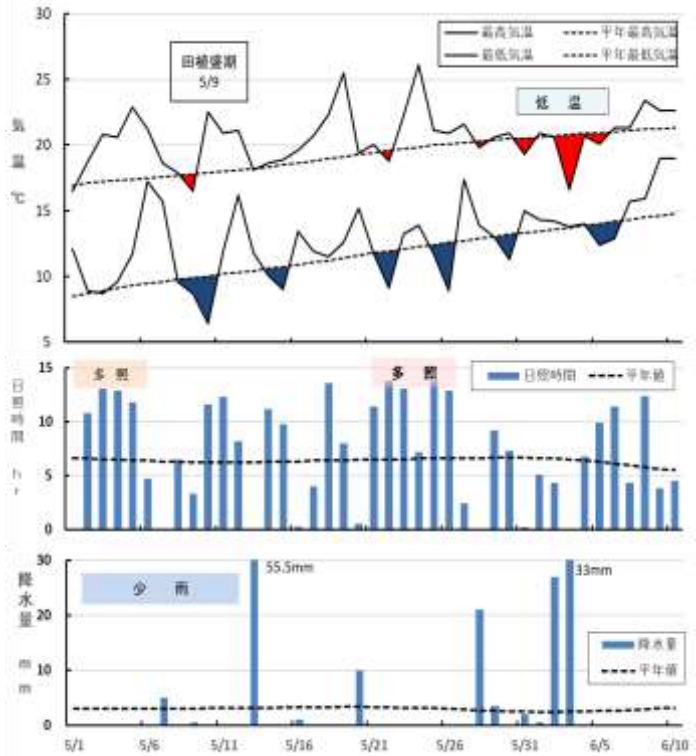 30
25
20
15
10
5
気温 ℃
田植盛期
5/9
最高気温
平年最高気温
最低気温
平年最低気温
低 温
15
10
5
0
日照時間 hr
多 照
多 照
日照時間
平年値
30
20
10
0
降水量 mm
少 雨
55.5mm
33mm
降水量
平年値
5/1
5/6
5/11
5/16
5/21
5/26
5/31
6/5
6/10